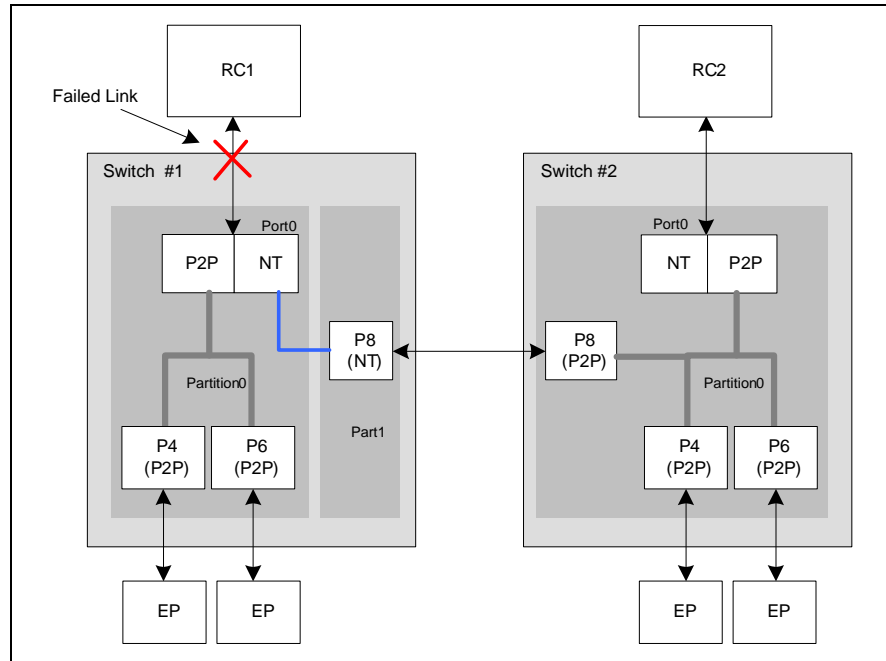 RC1
RC2
Failed Link
Switch #1
Switch #2
Port0
Port0
P2P
NT
NT
P2P
P8
(NT)
P8
(P2P)
Partition0
Partition0
Part1
P4
(P2P)
P6
(P2P)
P4
(P2P)
P6
(P2P)
EP
EP
EP
EP